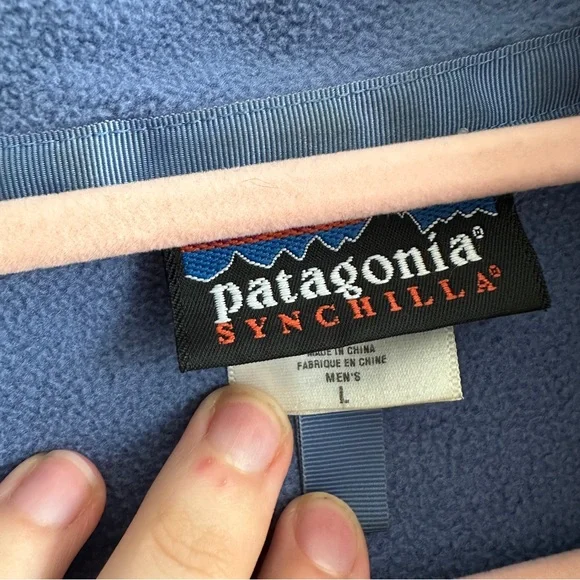 patagonia®
SYNCHILLA®
MADE IN CHINA
FABRIQUE EN CHINE
MEN'S
L